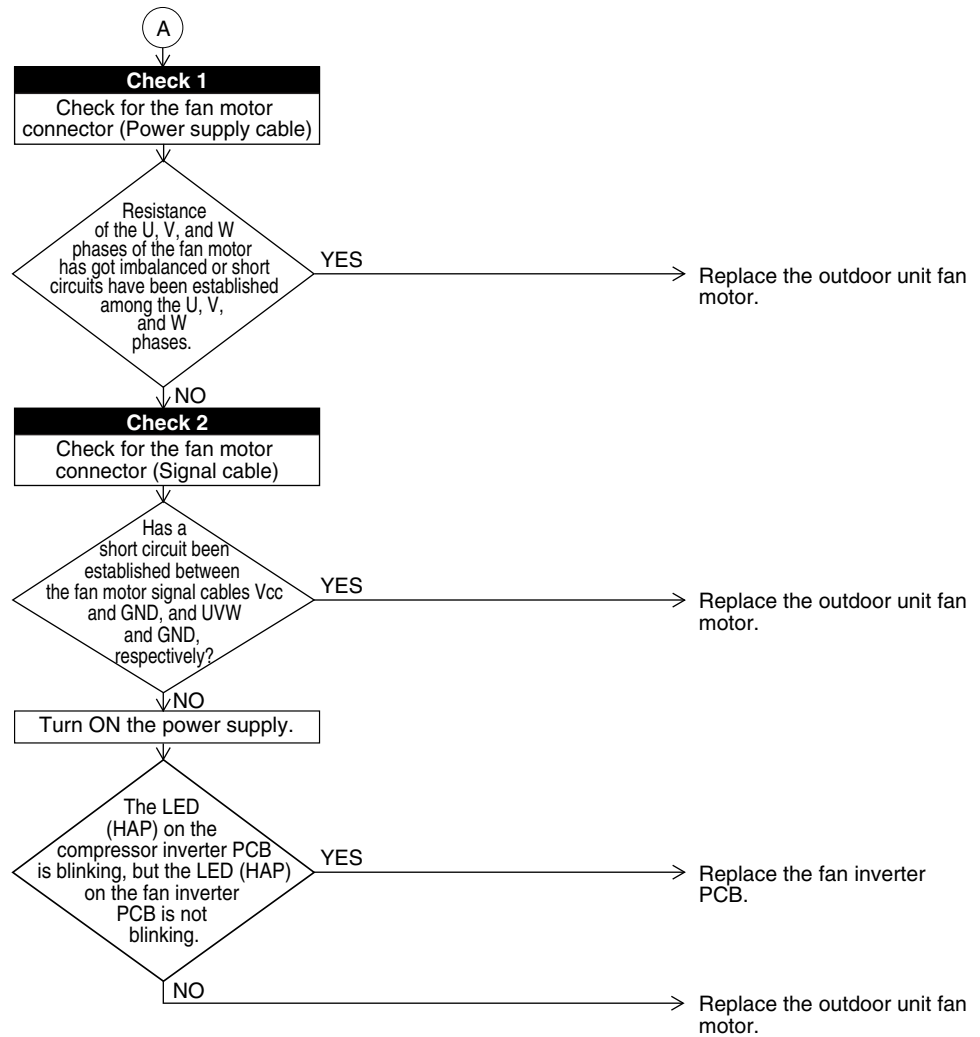 A
Check 1
Check for the fan motor
connector (Power supply cable)
Resistance
of the U, V, and W
phases of the fan motor
has got imbalanced or short
circuits have been established
among the U, V,
and W
phases.
YES
Replace the outdoor unit fan
motor.
NO
Check 2
Check for the fan motor
connector (Signal cable)
Has a
short circuit been
established between
the fan motor signal cables Vcc
and GND, and UVW
and GND,
respectively?
YES
Replace the outdoor unit fan
motor.
NO
Turn ON the power supply.
The LED
(HAP) on the
compressor inverter PCB
is blinking, but the LED (HAP)
on the fan inverter
PCB is not
blinking.
YES
Replace the fan inverter
PCB.
NO
Replace the outdoor unit fan
motor.